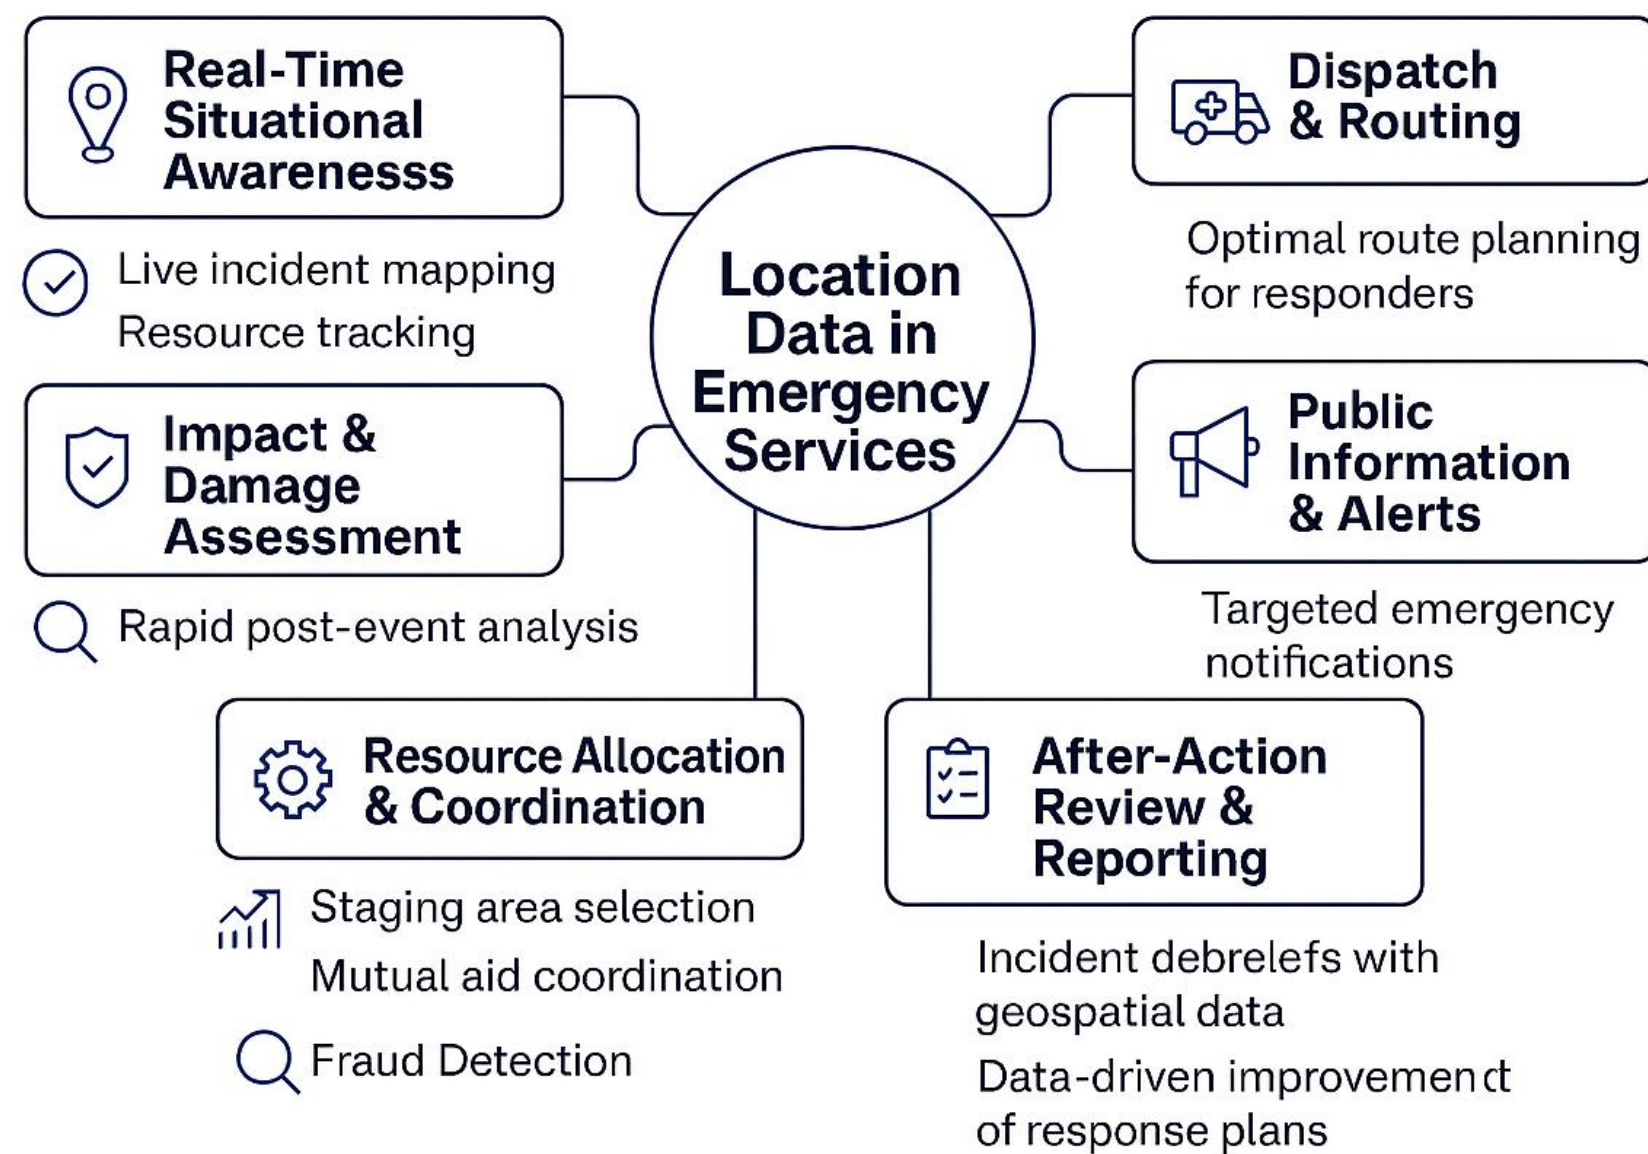 Real-Time
Situational
Awarenesss
Live incident mapping
Resource tracking
Impact &
Damage
Assessment
Rapid post-event analysis
Location
Data in
Emergency
Services
Dispatch
& Routing
Optimal route planning
for responders
Public
Information
& Alerts
Targeted emergency
notifications
Resource Allocation
& Coordination
Staging area selection
Mutual aid coordination
Fraud Detection
After-Action
Review &
Reporting
Incident debrelefs with
geospatial data
Data-driven improvemenct
of response plans